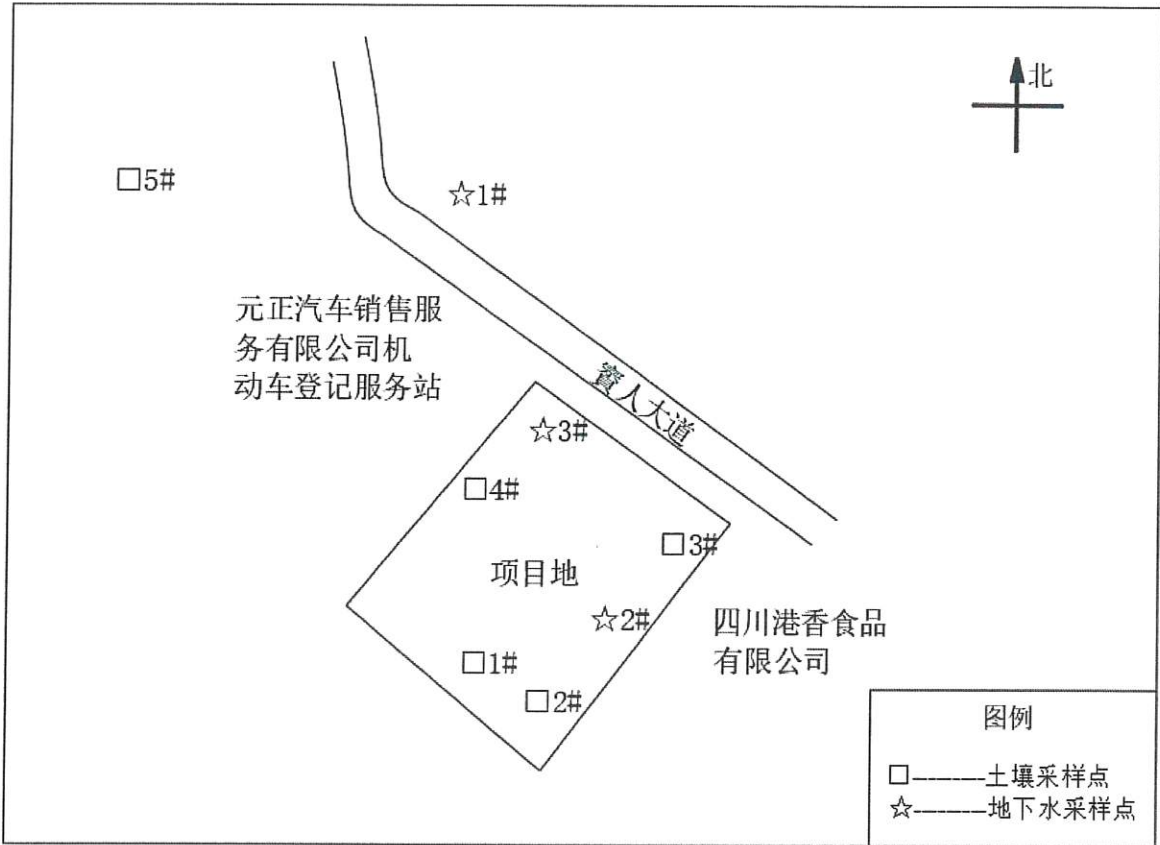 北
□5#
☆1#
元正汽车销售服
务有限公司机
动车登记服务站
賨人大道
☆3#
□4#
□3#
项目地
☆2#
四川港香食品
有限公司
□1#
□2#
图例
□------土壤采样点
☆------地下水采样点